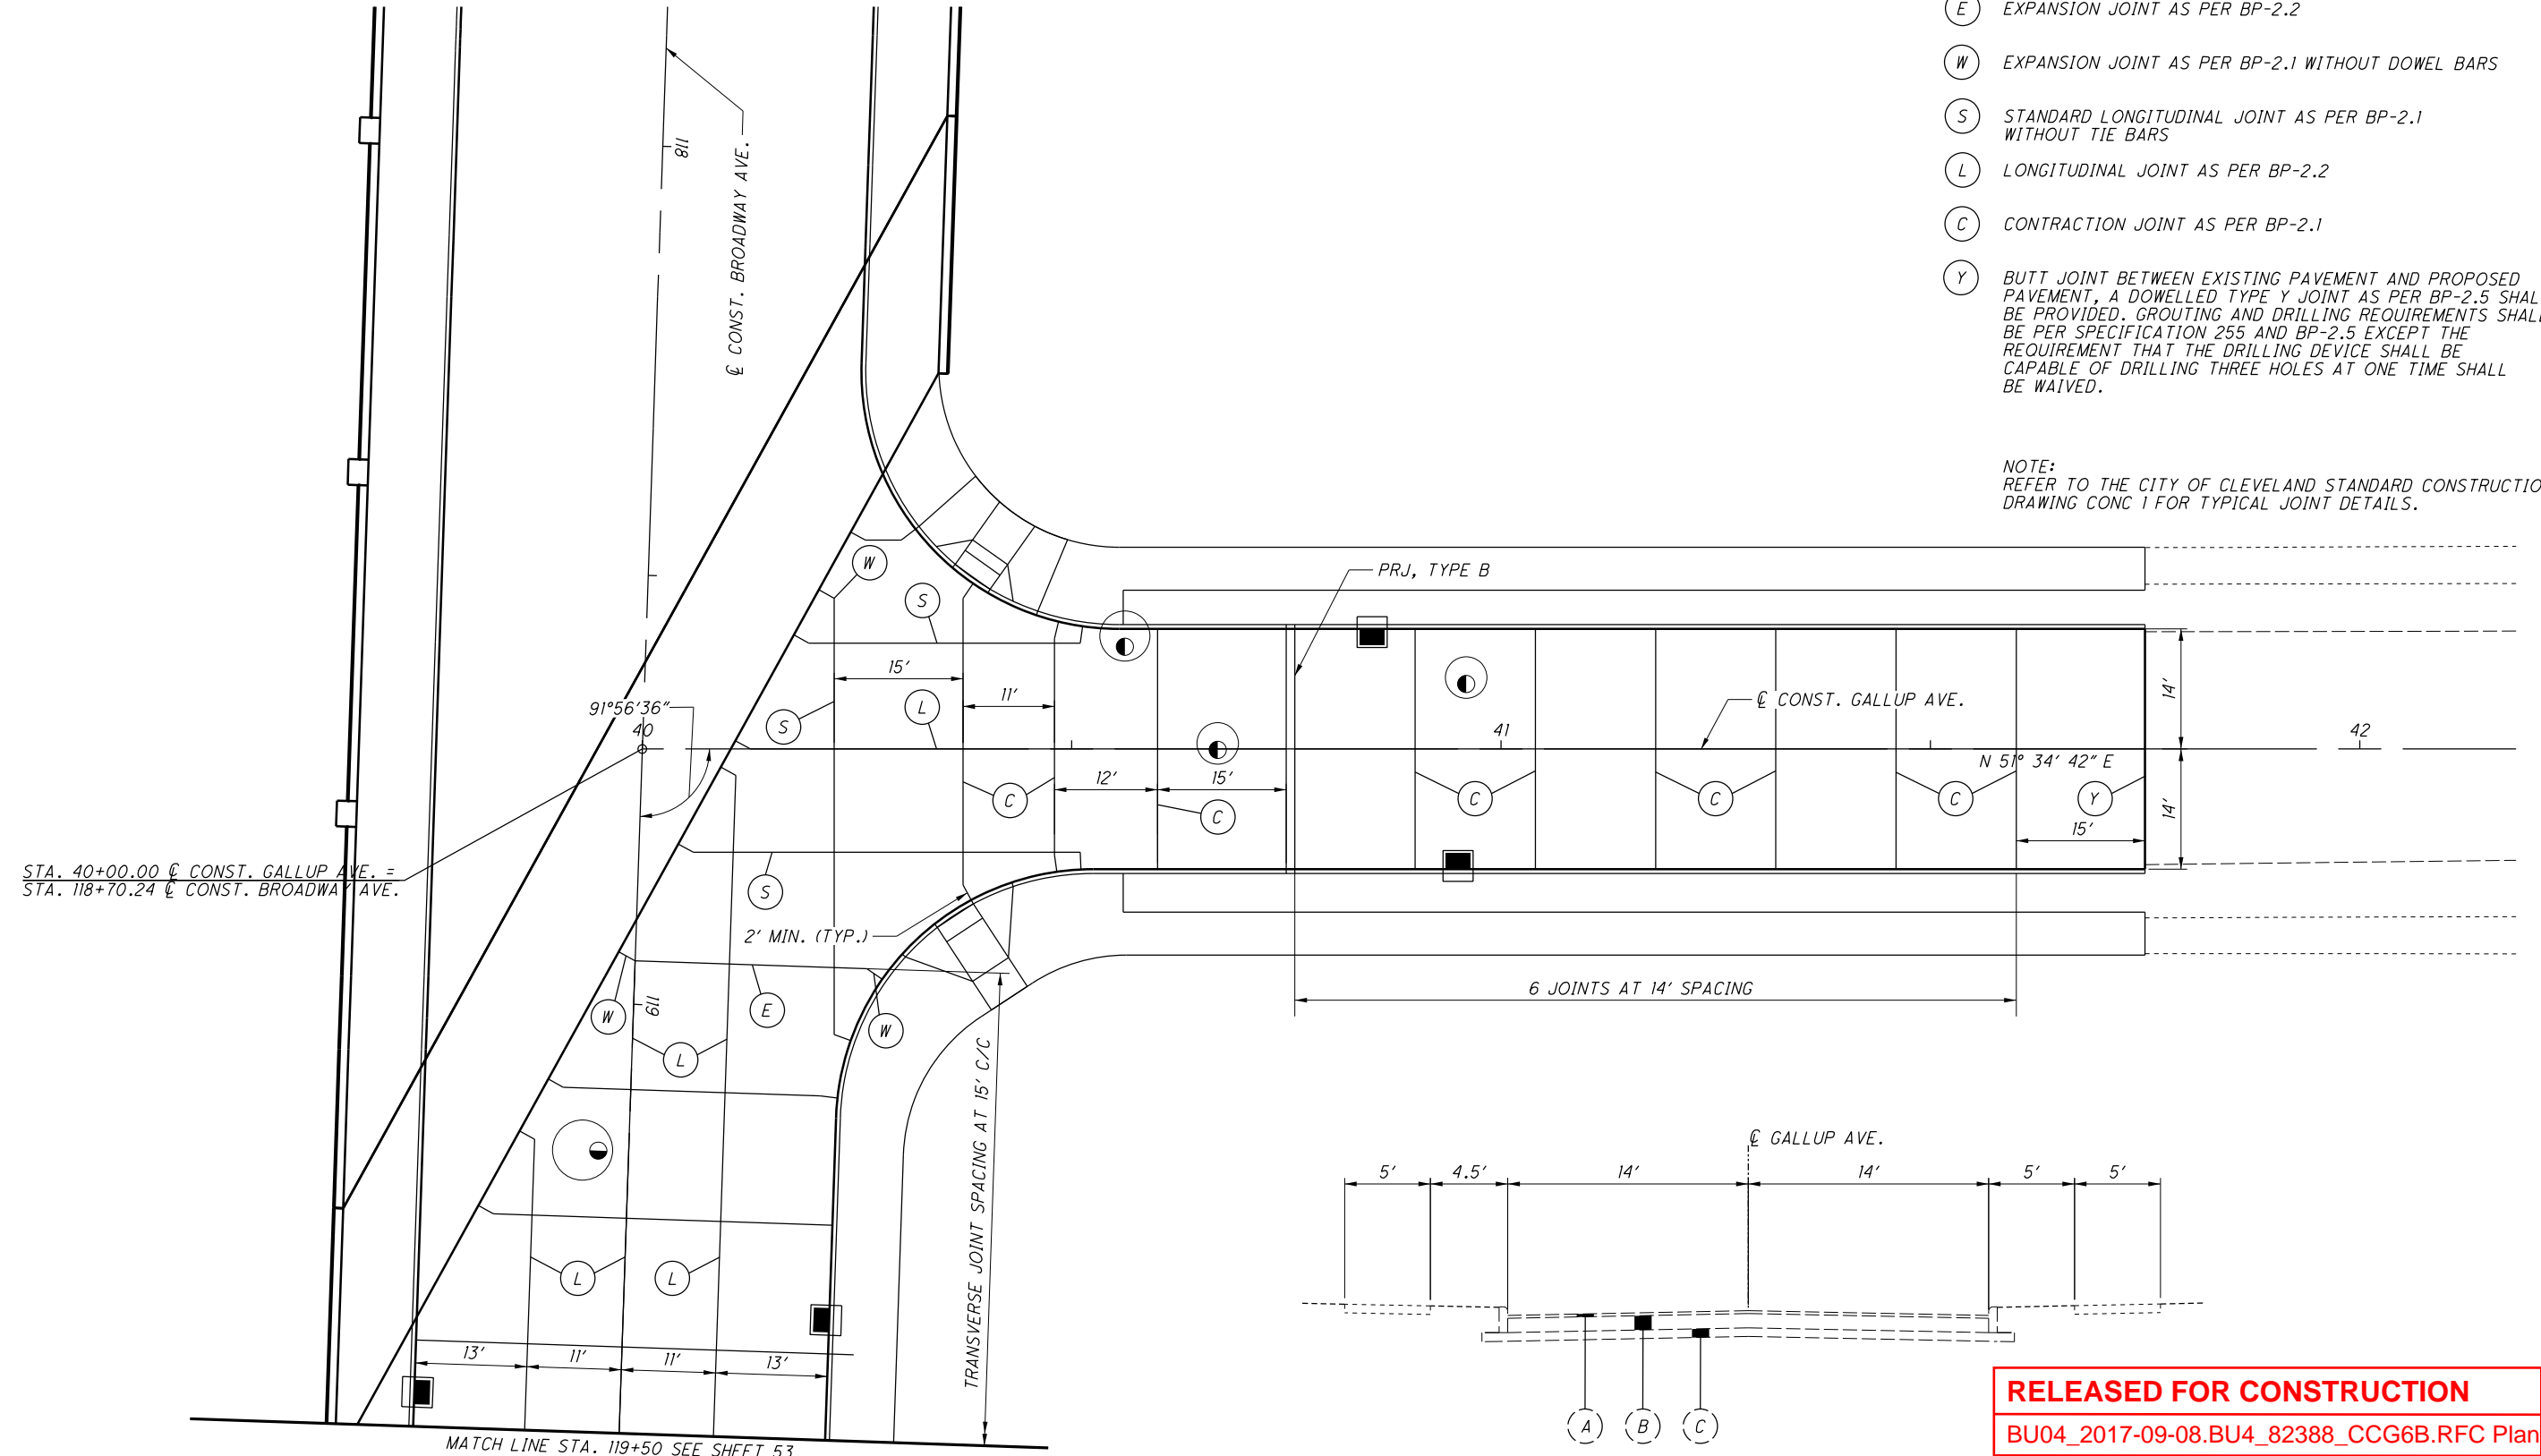 E EXPANSION JOINT AS PER BP-2.2
W EXPANSION JOINT AS PER BP-2.1 WITHOUT DOWEL BARS
S STANDARD LONGITUDINAL JOINT AS PER BP-2.1
WITHOUT TIE BARS
L LONGITUDINAL JOINT AS PER BP-2.2
C CONTRACTION JOINT AS PER BP-2.1
Y BUTT JOINT BETWEEN EXISTING PAVEMENT AND PROPOSED
PAVEMENT, A DOWELLED TYPE Y JOINT AS PER BP-2.5 SHAL
BE PROVIDED. GROUTING AND DRILLING REQUIREMENTS SHALL
BE PER SPECIFICATION 255 AND BP-2.5 EXCEPT THE
REQUIREMENT THAT THE DRILLING DEVICE SHALL BE
CAPABLE OF DRILLING THREE HOLES AT ONE TIME SHALL
BE WAIVED.
NOTE:
REFER TO THE CITY OF CLEVELAND STANDARD CONSTRUCTIO
DRAWING CONC 1 FOR TYPICAL JOINT DETAILS.
118
℄ CONST. BROADWAY AVE.
W
S
PRJ, TYPE B
15'
11'
14'
℄ CONST. GALLUP AVE.
91°56'36"
40
S
L
41
42
N 51° 34' 42" E
12'
15'
C
C
C
C
C
Y
14'
15'
STA. 40+00.00 ℄ CONST. GALLUP AVE. =
STA. 118+70.24 ℄ CONST. BROADWAY AVE.
S
2' MIN. (TYP.)
6 JOINTS AT 14' SPACING
W
119
E
W
L
TRANSVERSE JOINT SPACING AT 15' C/C
℄ GALLUP AVE.
5'
4.5'
14'
14'
5'
5'
L
L
13'
11'
11'
13'
A
B
C
MATCH LINE STA. 119+50 SEE SHEET 53
RELEASED FOR CONSTRUCTION
BU04_2017-09-08.BU4_82388_CCG6B.RFC Plan